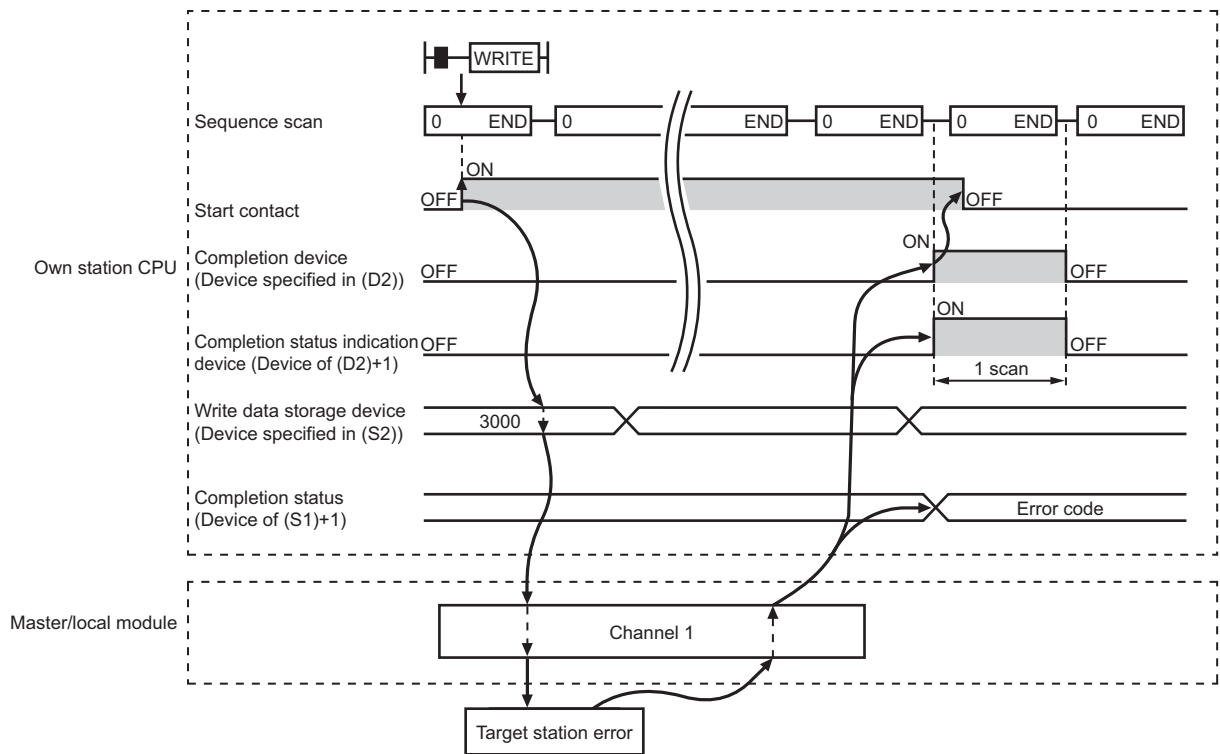 WRITE
Sequence scan
0 END 0 END 0 END 0 END 0 END
ON
OFF
OFF
Start contact
Own station CPU
Completion device
(Device specified in (D2))
OFF
ON
OFF
Completion status indication
device (Device of (D2)+1)
OFF
ON
OFF
1 scan
Write data storage device
(Device specified in (S2))
3000
Completion status
(Device of (S1)+1)
Error code
Master/local module
Channel 1
Target station error